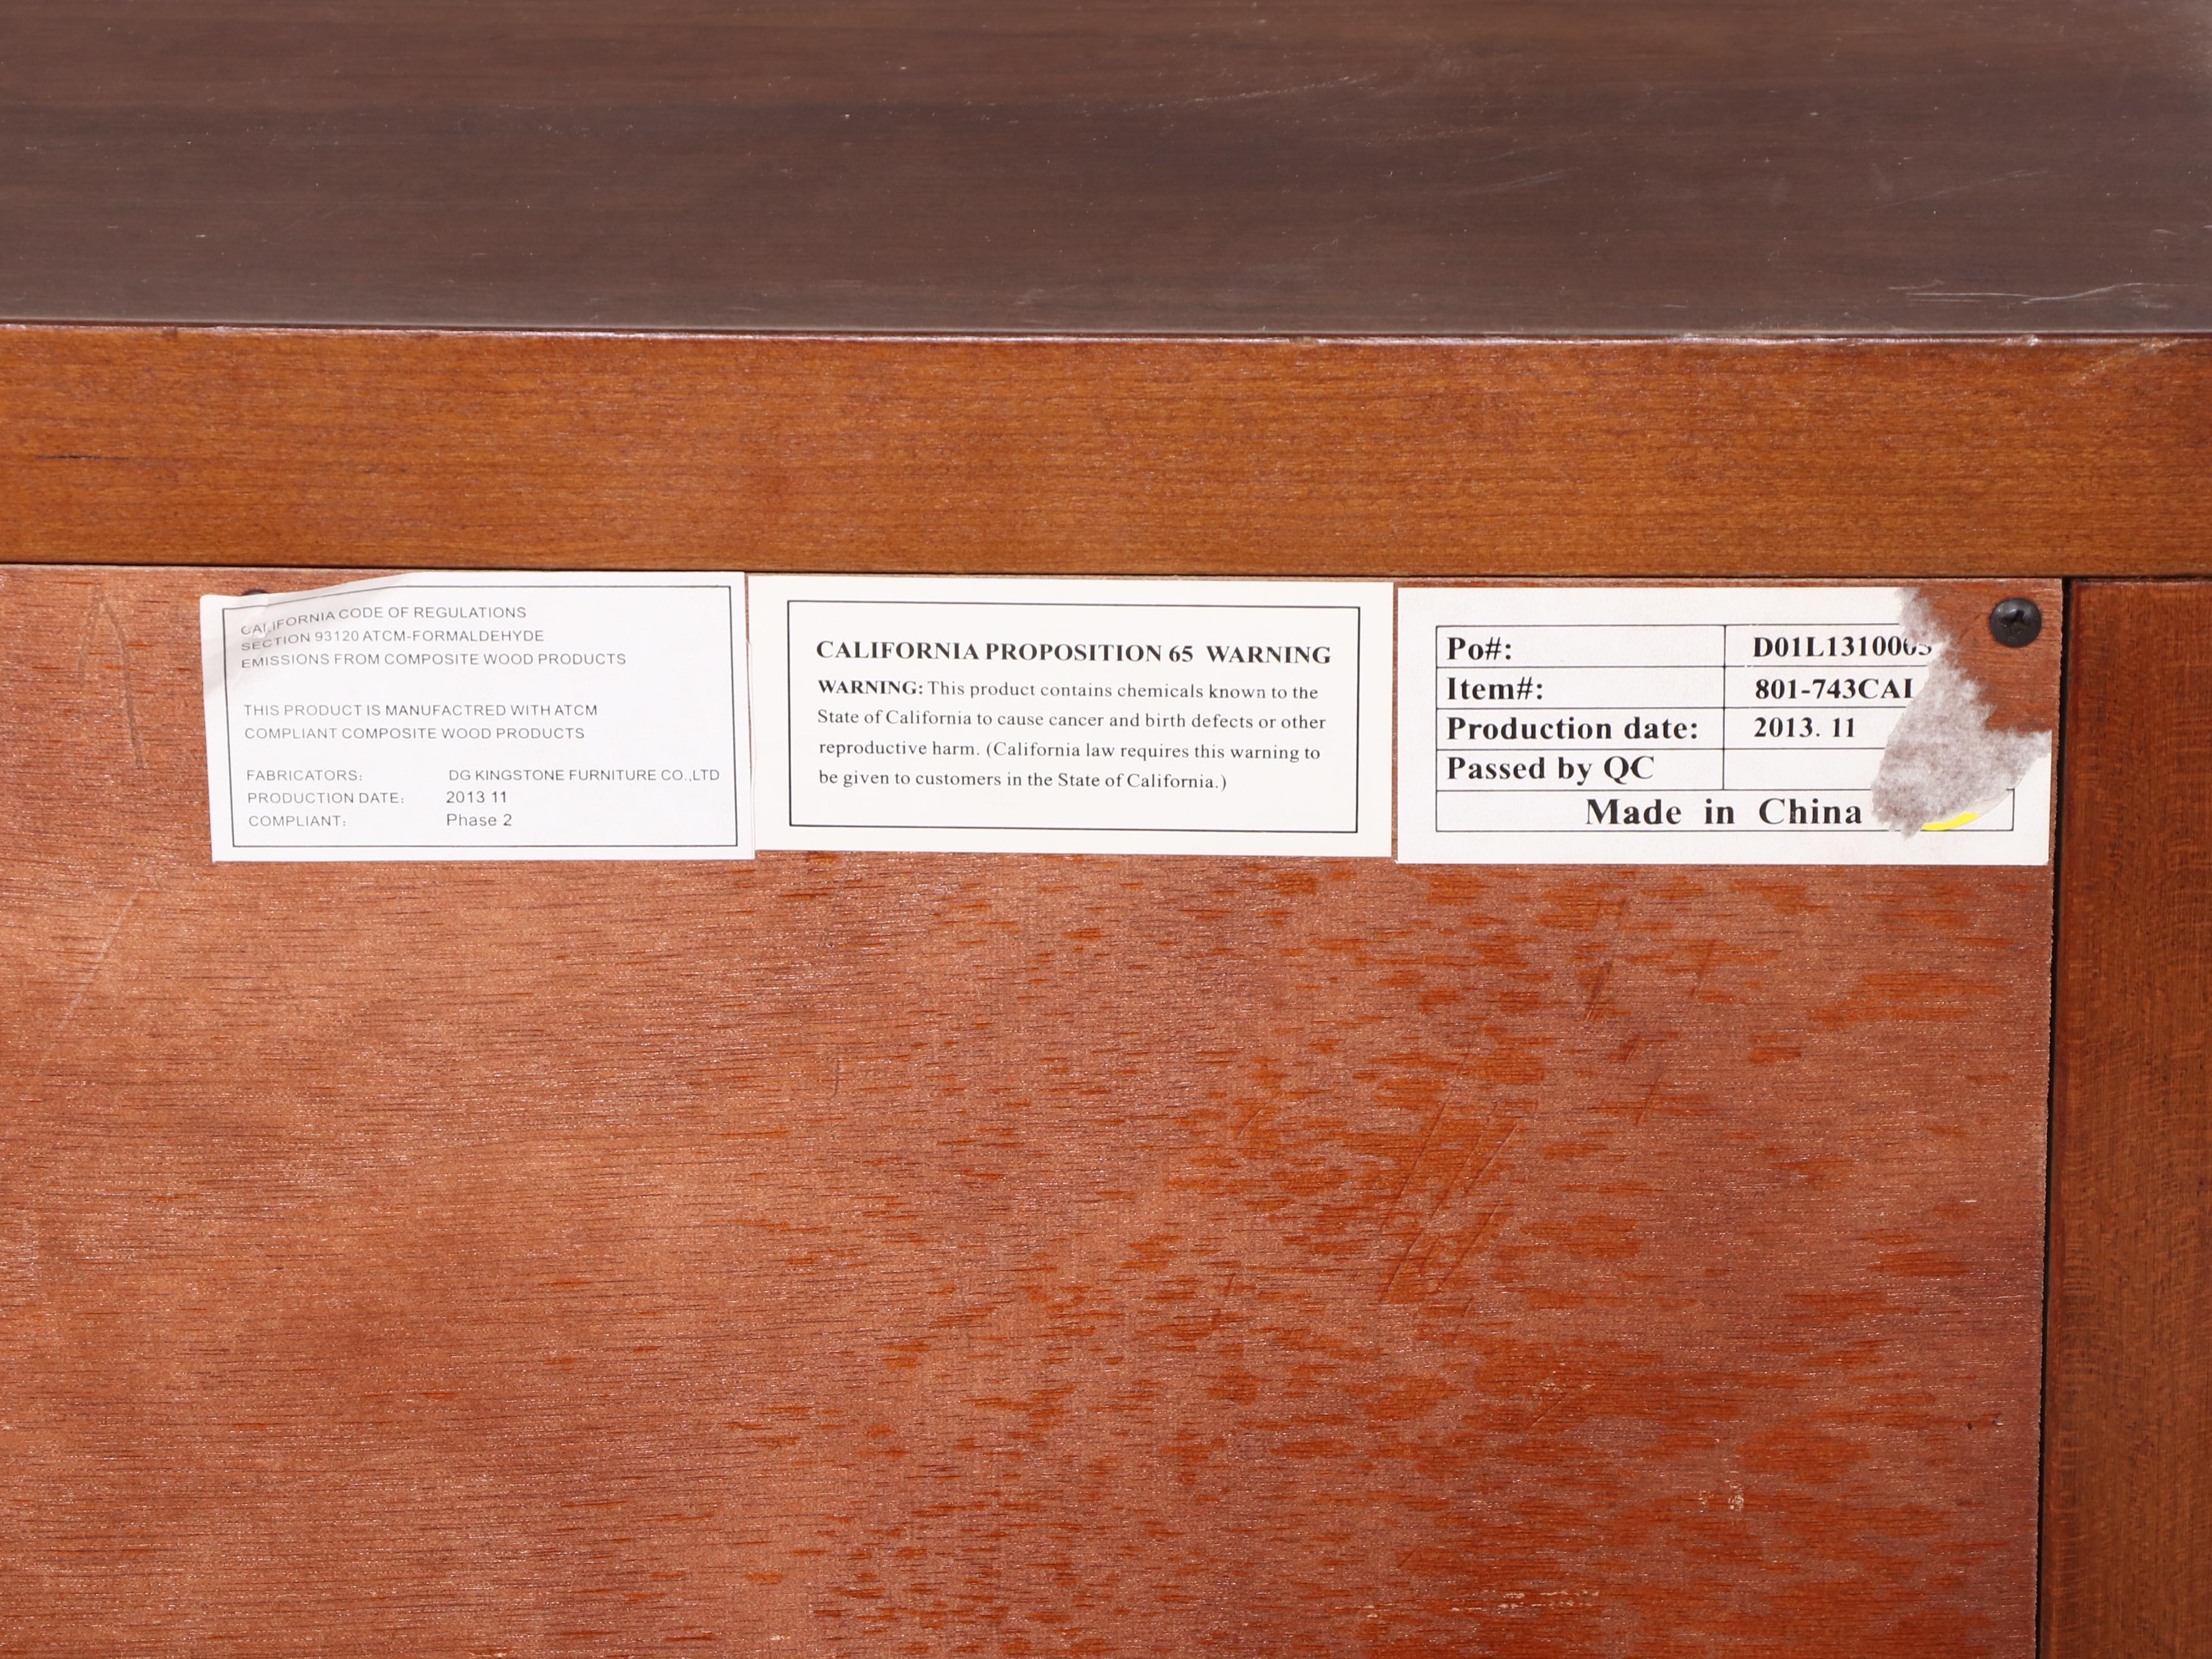 CALIFORNIA CODE OF REGULATIONS
SECTION 93120 ATCM-FORMALDEHYDE
EMISSIONS FROM COMPOSITE WOOD PRODUCTS
THIS PRODUCT IS MANUFACTRED WITH ATCM
COMPLIANT COMPOSITE WOOD PRODUCTS
FABRICATORS: DG KINGSTONE FURNITURE CO.,LTD
PRODUCTION DATE: 2013 11
COMPLIANT: Phase 2
CALIFORNIA PROPOSITION 65 WARNING
WARNING: This product contains chemicals known to the
State of California to cause cancer and birth defects or other
reproductive harm. (California law requires this warning to
be given to customers in the State of California.)
Po#:
Item#:
Production date: 2013. 11
Passed by QC
Made in China